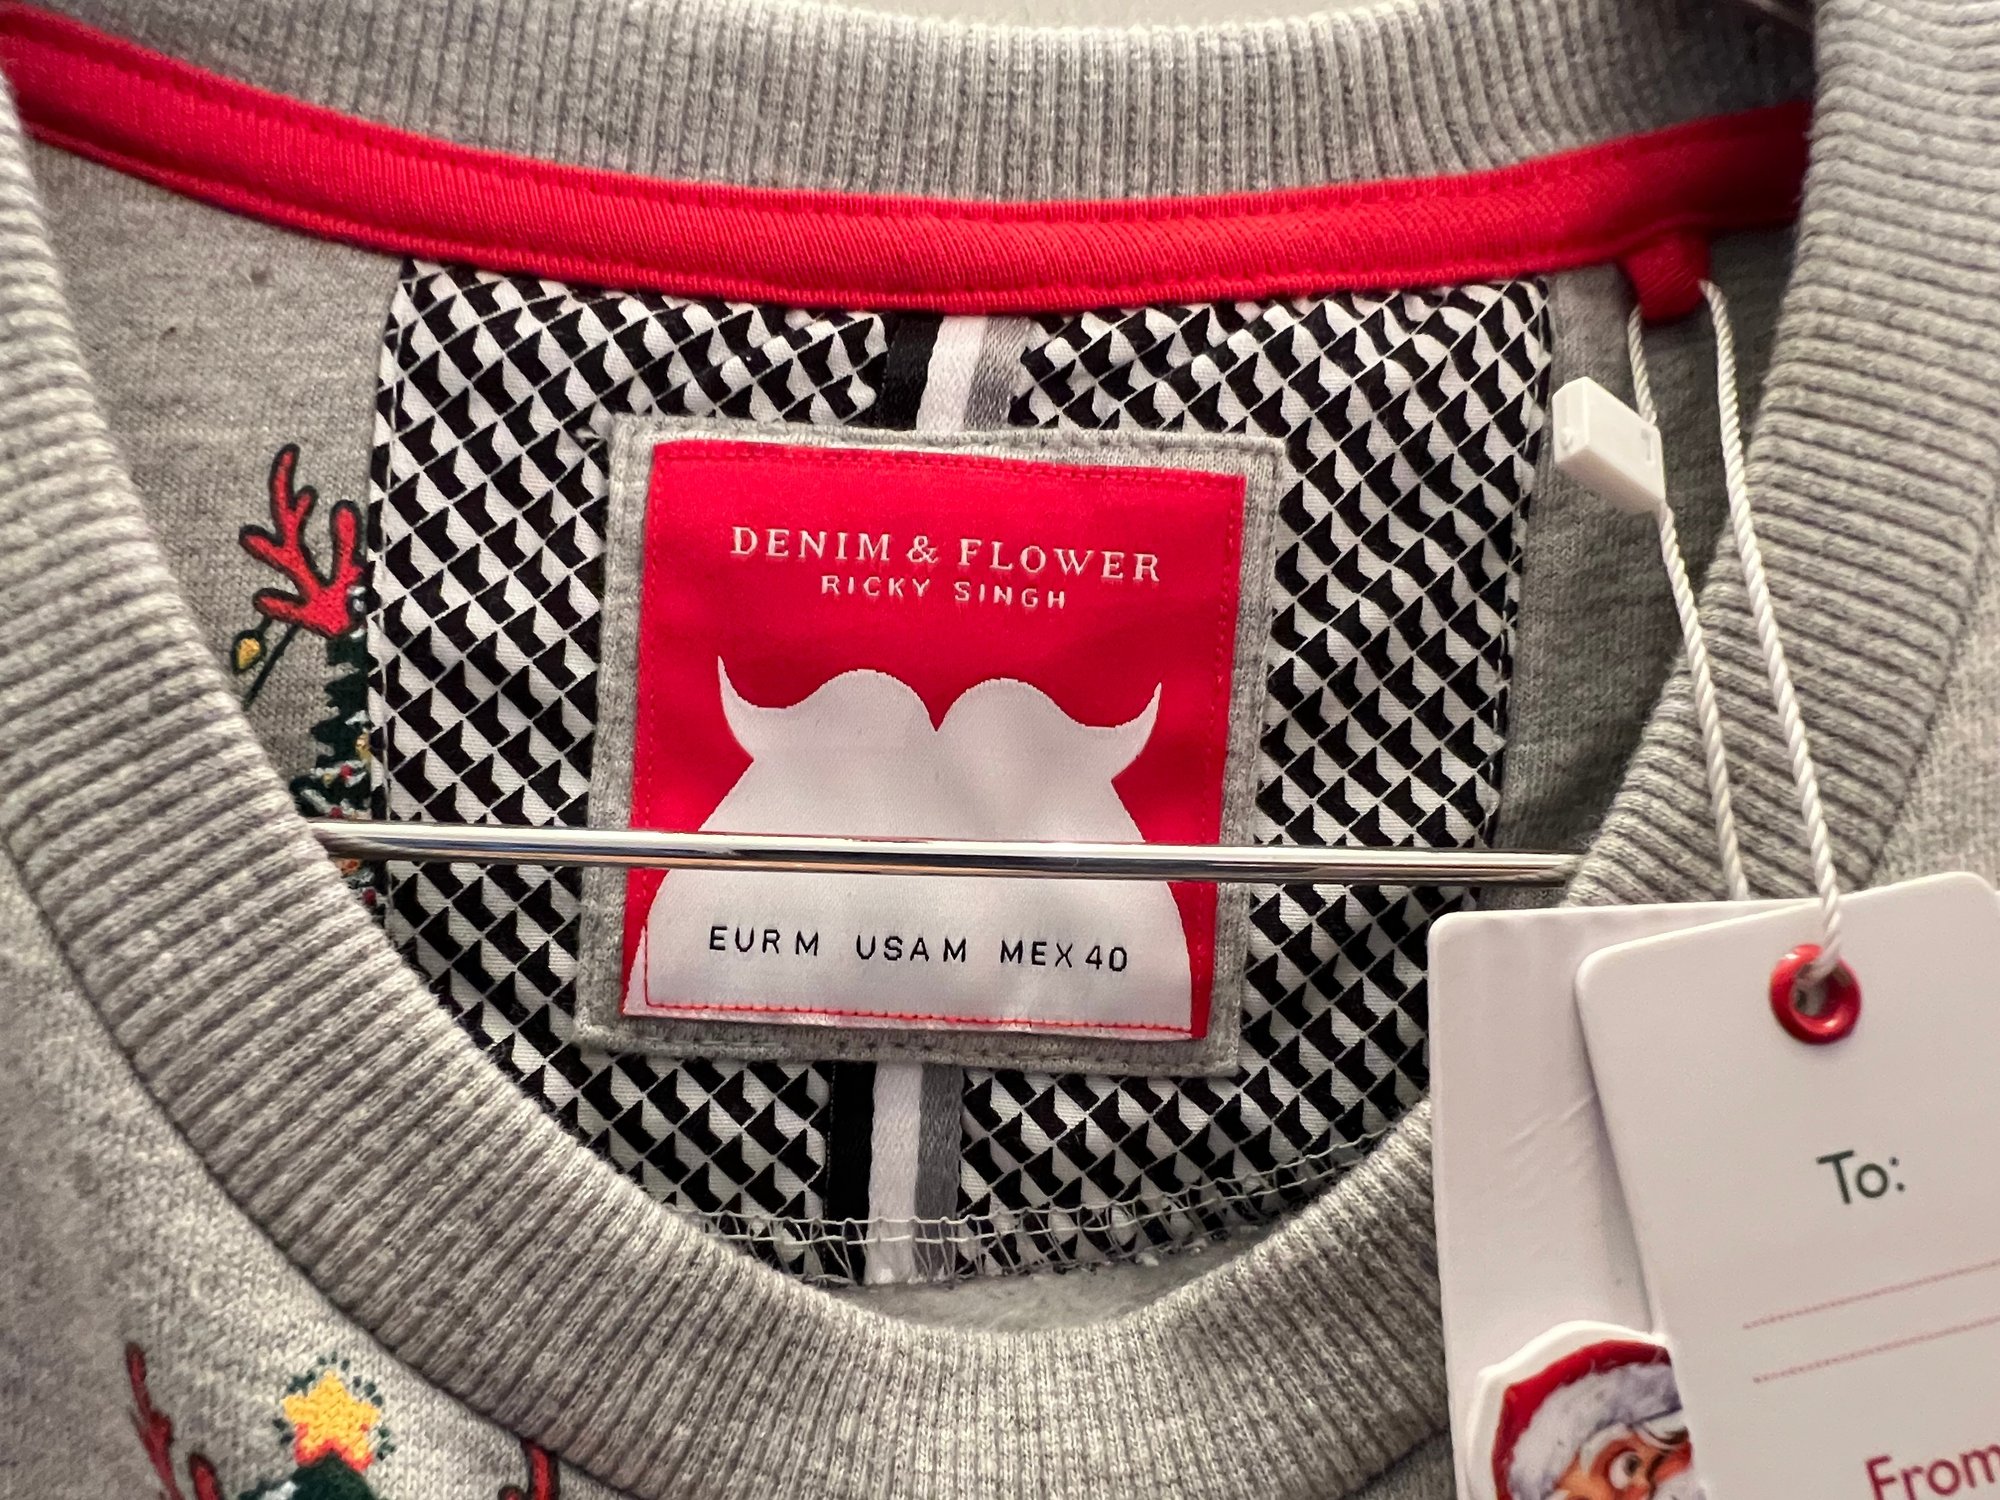 DENIM & FLOWER
RICKY SINGH
EUR M USA M MEX 40
To:
From